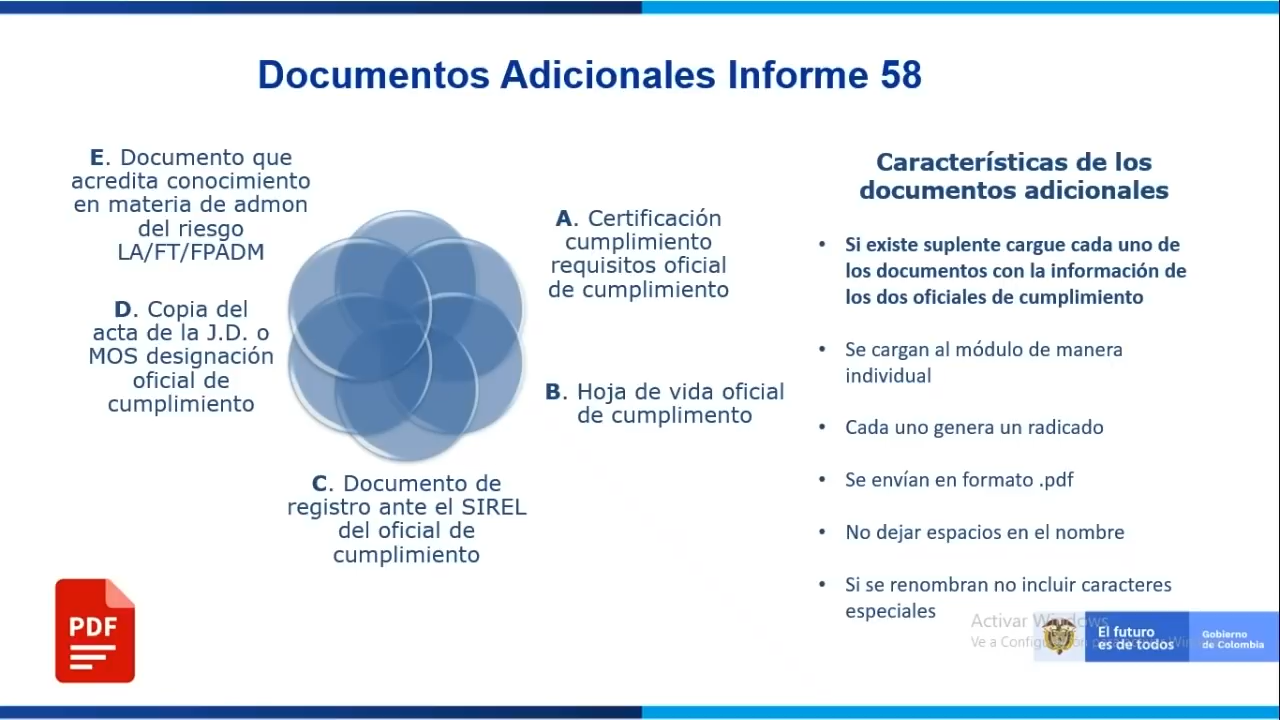 Documentos Adicionales Informe 58
E. Documento que
acredita conocimiento
en materia de admon
del riesgo
LA/FT/FPADM
D. Copia del
acta de la J.D. o
MOS designación
oficial de
cumplimiento
A. Certificación
cumplimiento
requisitos oficial
de cumplimiento
B. Hoja de vida oficial
de cumplimento
C. Documento de
registro ante el SIREL
del oficial de
cumplimiento
Características de los
documentos adicionales
• Si existe suplente cargue cada uno de
los documentos con la información de
los dos oficiales de cumplimiento
• Se cargan al módulo de manera
individual
• Cada uno genera un radicado
• Se envían en formato .pdf
• No dejar espacios en el nombre
• Si se renombran no incluir caracteres
especiales
PDF
Activar Windows
Ve a
El futuro
es de todos
Gobierno
de Colombia